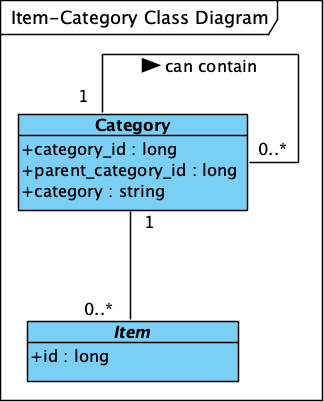 Item-Category Class Diagram
can contain
1
Category
0..*
+category_id : long
+parent_category_id : long
+category : string
1
0..*
Item
+id : long